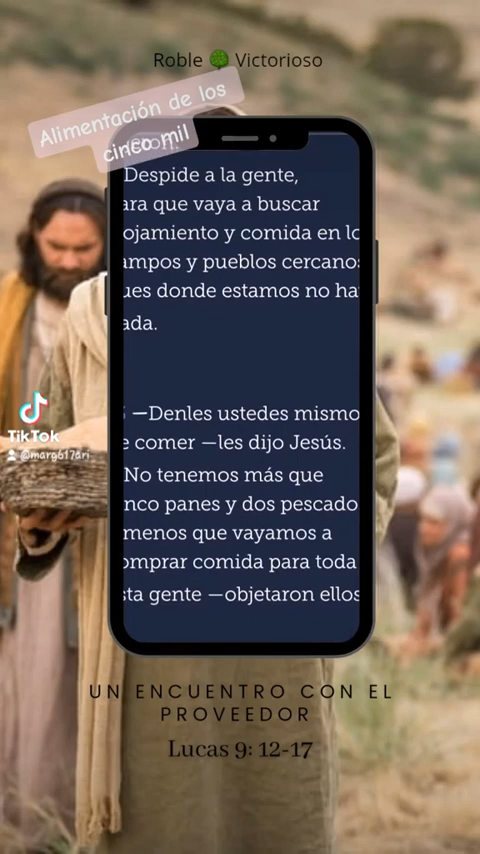 Roble Victorioso
Alimentación de los
cinco mil
Despide a la gente,
ara que vaya a buscar
ojamiento y comida en lo
ampos y pueblos cercanos
ues donde estamos no ha
ada.
—Denles ustedes mismo
e comer —les dijo Jesús.
No tenemos más que
nco panes y dos pescado
menos que vayamos a
omprar comida para toda
sta gente —objetaron ellos
TikTok
@marg617ari
UN ENCUENTRO CON EL
PROVEEDOR
Lucas 9: 12-17